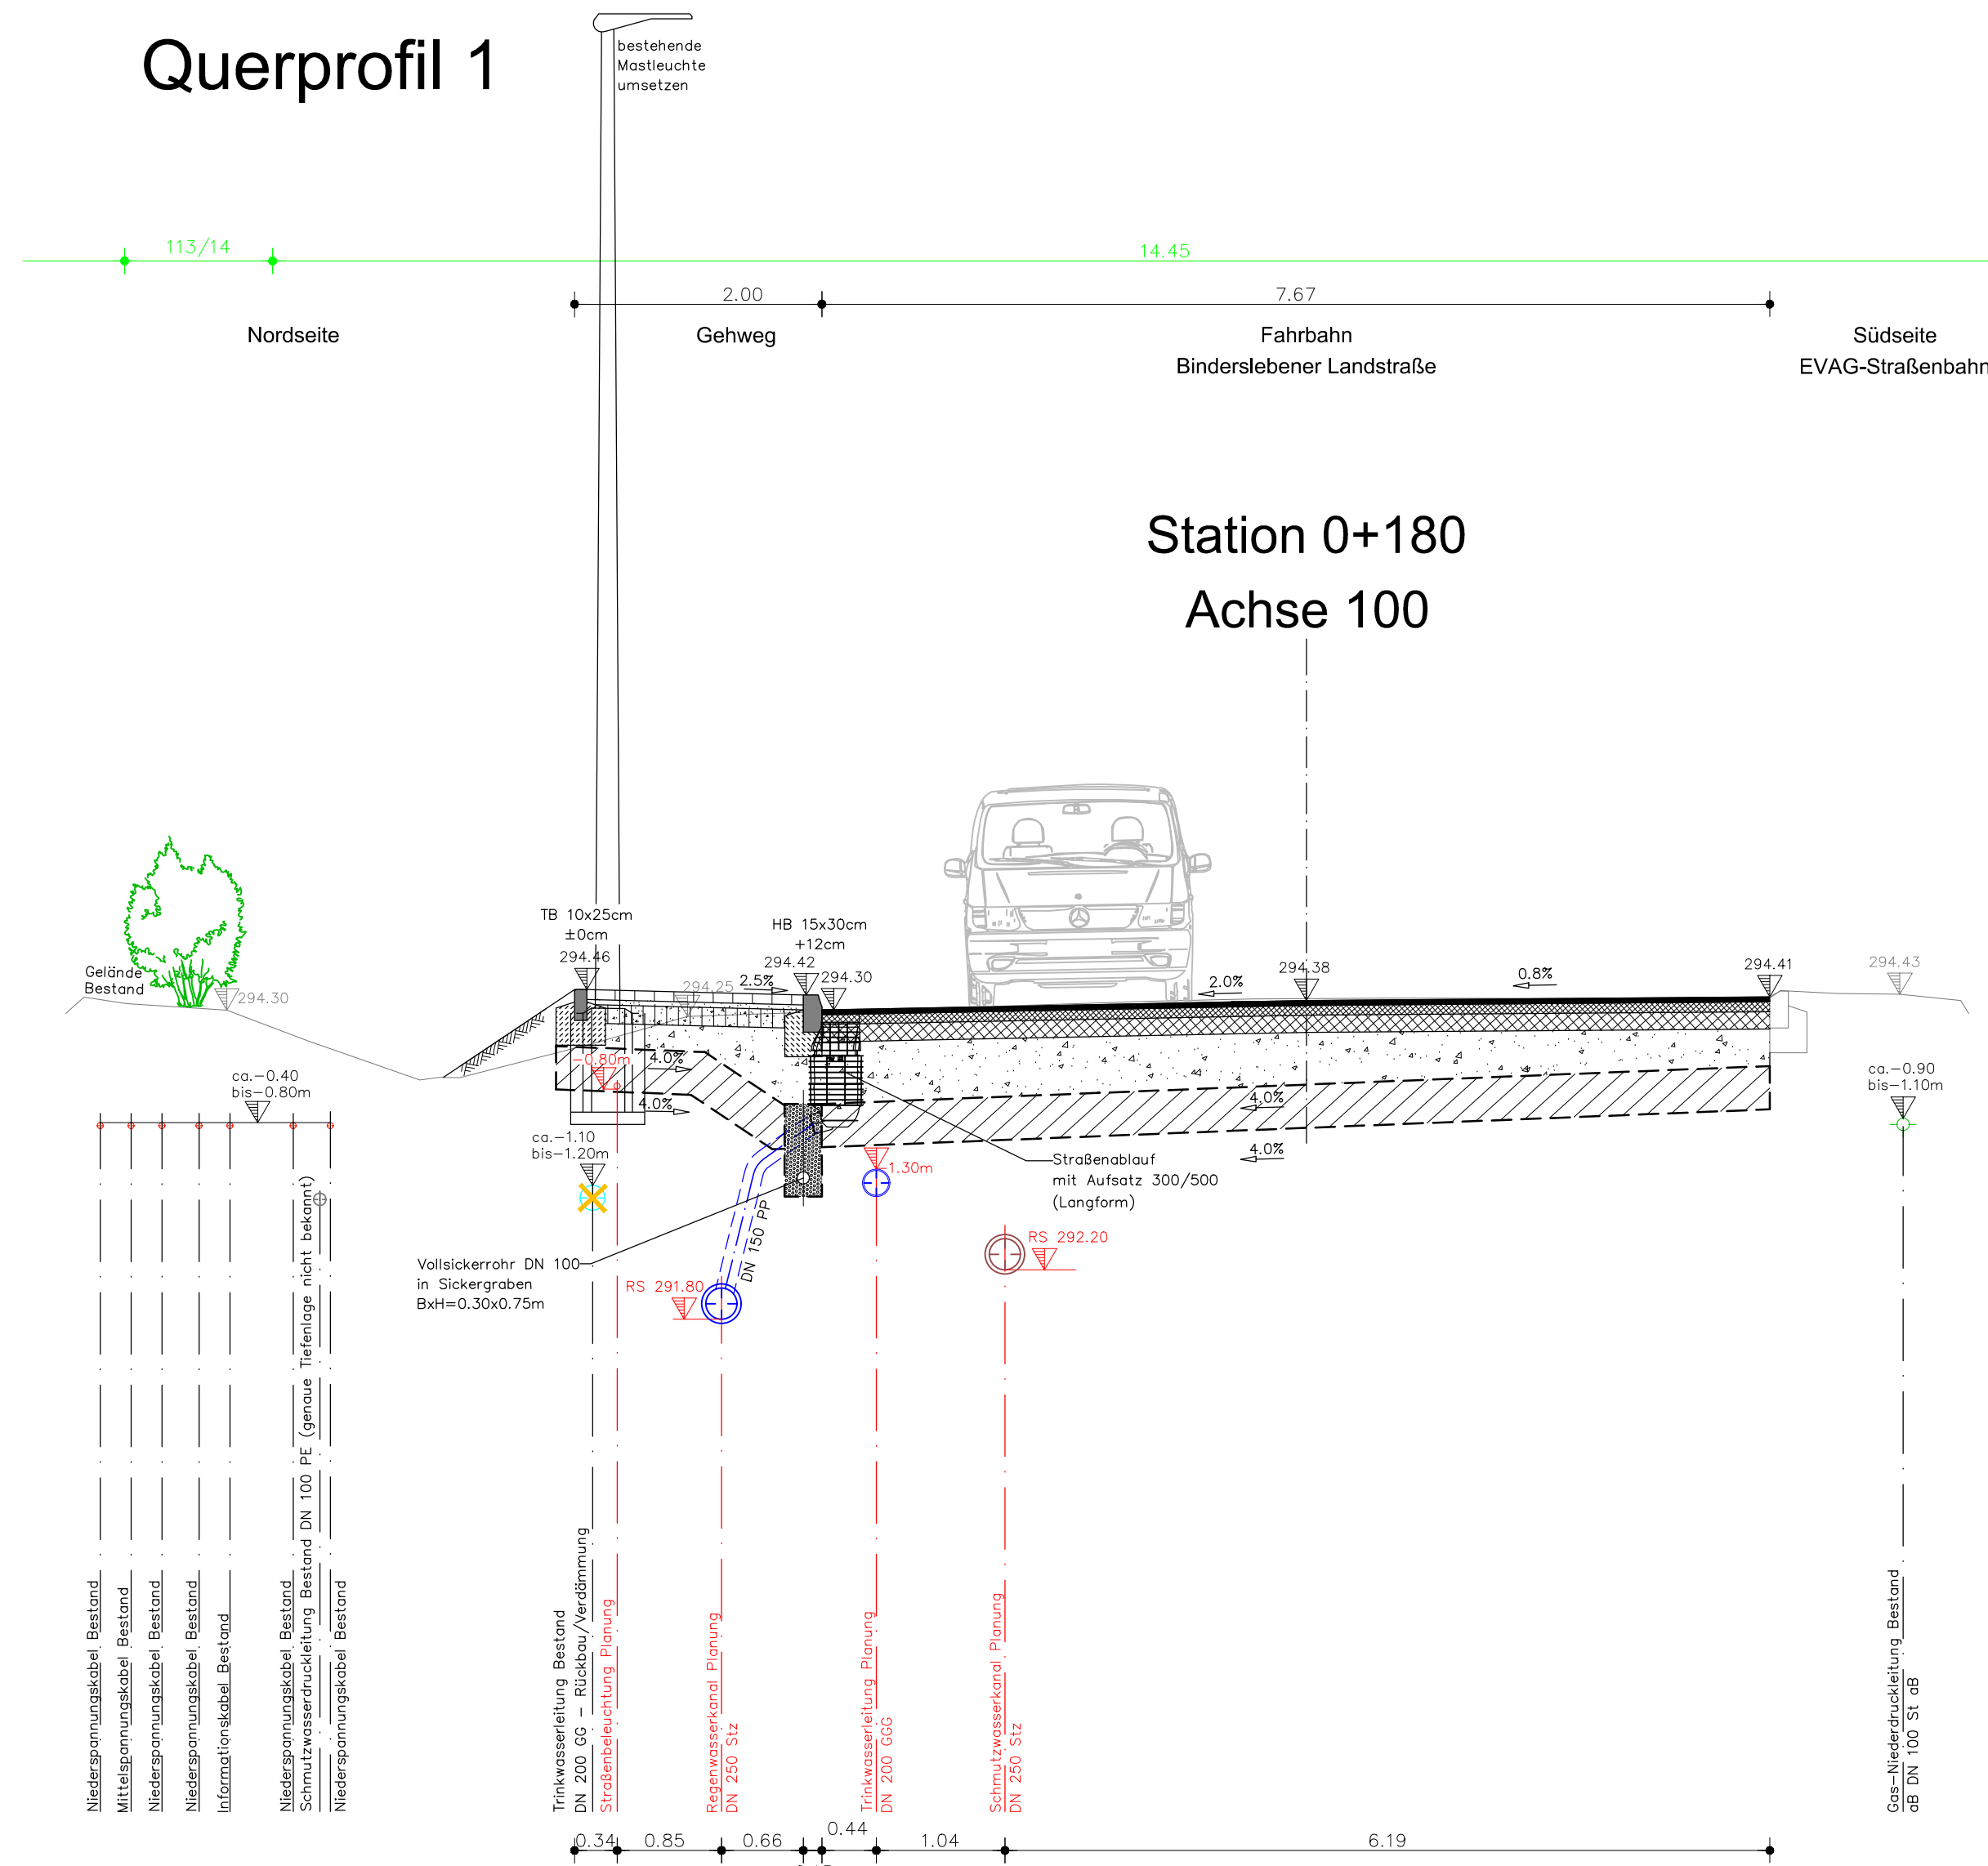 Querprofil 1
bestehende
Mastleuchte
umsetzen
113/14
14.45
2.00
7.67
Nordseite
Gehweg
Fahrbahn
Binderslebener Landstraße
Südseite
EVAG-Straßenbahn
Station 0+180
Achse 100
TB 10x25cm
±0cm
294.46
HB 15x30cm
+12cm
294.42
294.30
2.5%
294.25
2.0%
294.38
0.8%
294.41
294.43
Gelände
Bestand
294.30
-0.80m
4.0%
4.0%
4.0%
4.0%
ca.-0.40
bis-0.80m
ca.-0.90
bis-1.10m
ca.-1.10
bis-1.20m
-1.30m
Straßenablauf
mit Aufsatz 300/500
(Langform)
DN 150 PP
RS 292.20
Vollsickerrohr DN 100
in Sickergraben
BxH=0.30x0.75m
RS 291.80
Niederspannungskabel Bestand
Mittelspannungskabel Bestand
Niederspannungskabel Bestand
Niederspannungskabel Bestand
Informationskabel Bestand
Niederspannungskabel Bestand
Schmutzwasserdruckleitung Bestand DN 100 PE (genaue Tiefenlage nicht bekannt)
Niederspannungskabel Bestand
Trinkwasserleitung Bestand
DN 200 GG - Rückbau/Verdämmung
Straßenbeleuchtung Planung
Regenwasserkanal Planung
DN 250 Stz
Trinkwasserleitung Planung
DN 200 GGG
Schmutzwasserkanal Planung
DN 250 Stz
Gas-Niederdruckleitung Bestand
aB DN 100 St aB
0.34
0.85
0.66
0.44
1.04
6.19